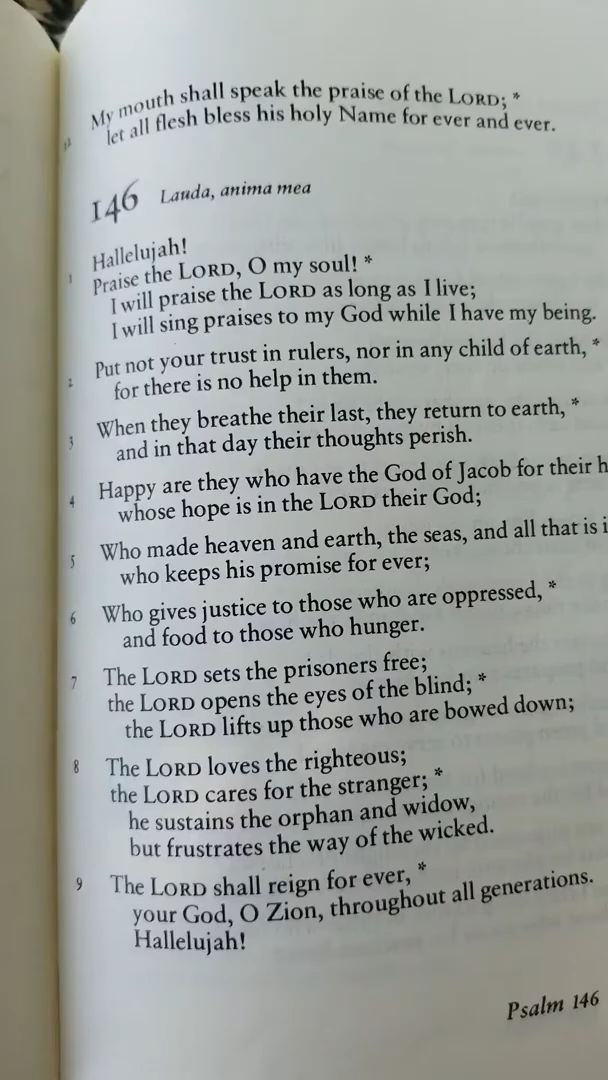 My mouth shall speak the praise of the LORD; *
let all flesh bless his holy Name for ever and ever.
146 Lauda, anima mea
1 Hallelujah!
Praise the LORD, O my soul! *
I will praise the LORD as long as I live;
I will sing praises to my God while I have my being.
2 Put not your trust in rulers, nor in any child of earth, *
for there is no help in them.
3 When they breathe their last, they return to earth, *
and in that day their thoughts perish.
4 Happy are they who have the God of Jacob for their
whose hope is in the LORD their God;
5 Who made heaven and earth, the seas, and all that is
who keeps his promise for ever;
6 Who gives justice to those who are oppressed, *
and food to those who hunger.
7 The LORD sets the prisoners free;
the LORD opens the eyes of the blind; *
the LORD lifts up those who are bowed down;
8 The LORD loves the righteous;
the LORD cares for the stranger; *
he sustains the orphan and widow,
but frustrates the way of the wicked.
9 The LORD shall reign for ever, *
your God, O Zion, throughout all generations.
Hallelujah!
Psalm 146